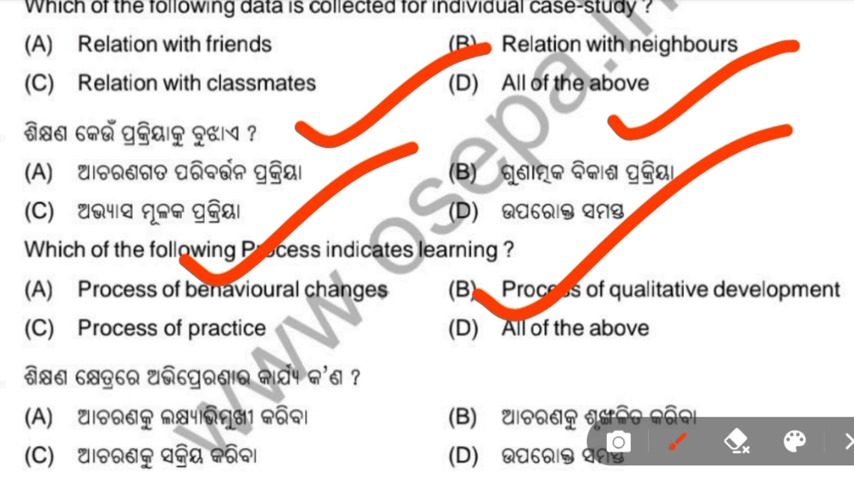 Which of the following data is collected for individual case-study ?
(A) Relation with friends (B) Relation with neighbours
(C) Relation with classmates (D) All of the above
ଶିକ୍ଷଣ କେଉଁ ପ୍ରକ୍ରିୟାକୁ ବୁଝାଏ ?
(A) ଆଚରଣଗତ ପରିବର୍ତ୍ତନ ପ୍ରକ୍ରିୟା (B) ଗୁଣାତ୍ମକ ବିକାଶ ପ୍ରକ୍ରିୟା
(C) ଅଭ୍ୟାସ ମୂଳକ ପ୍ରକ୍ରିୟା (D) ଉପରୋକ୍ତ ସମସ୍ତ
Which of the following Process indicates learning ?
(A) Process of behavioural changes (B) Process of qualitative development
(C) Process of practice (D) All of the above
ଶିକ୍ଷଣ କ୍ଷେତ୍ରରେ ଅଭିପ୍ରେରଣାର କାର୍ଯ୍ୟ କ'ଣ ?
(A) ଆଚରଣକୁ ଲକ୍ଷ୍ୟାଭିମୁଖୀ କରିବା (B) ଆଚରଣକୁ ଶୃଙ୍ଖଳିତ କରିବା
(C) ଆଚରଣକୁ ସକ୍ରିୟ କରିବା (D) ଉପରୋକ୍ତ ସମସ୍ତ
www.osepa.in